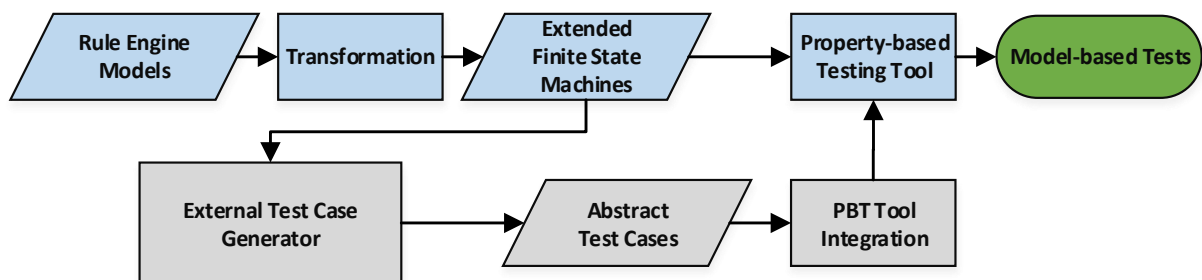 Rule Engine
Models
Transformation
Extended
Finite State
Machines
Property-based
Testing Tool
Model-based Tests
External Test Case
Generator
Abstract
Test Cases
PBT Tool
Integration